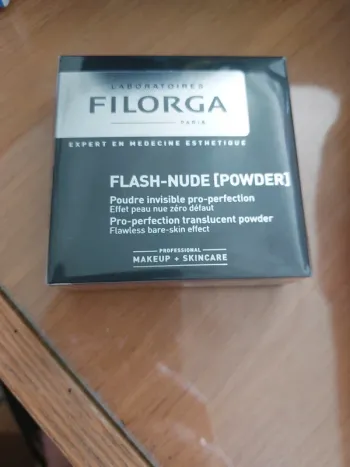 LABORATOIRES
FILORGA
PARIS
EXPERT EN MEDECINE ESTHETIQUE
FLASH-NUDE [POWDER]
Poudre invisible pro-perfection
Effet peau nue zéro défaut
Pro-perfection translucent powder
Flawless bare-skin effect
PROFESSIONAL
MAKEUP + SKINCARE